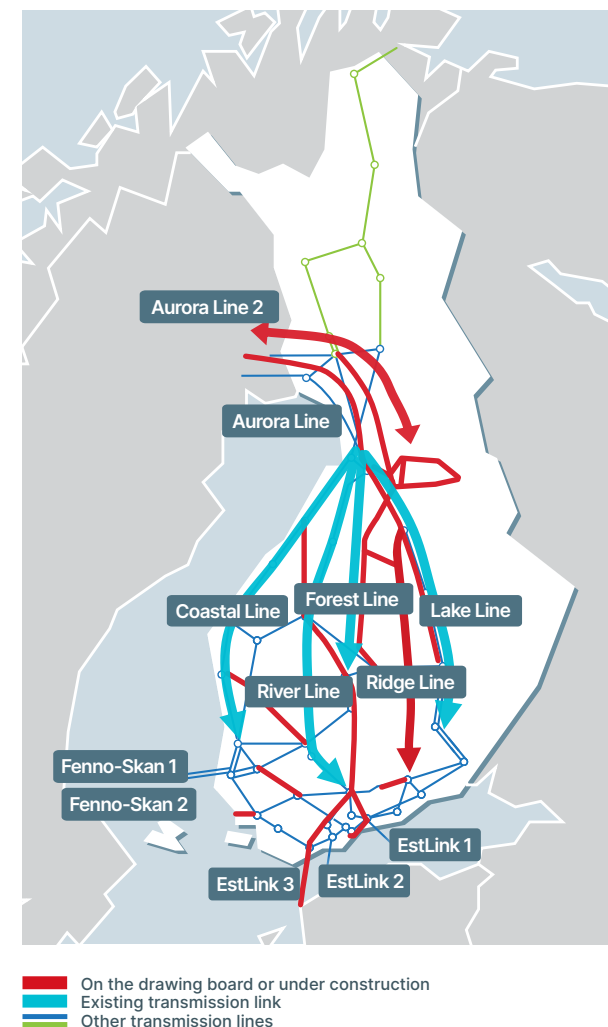 Aurora Line 2
Aurora Line
Coastal Line
Forest Line
Lake Line
River Line
Ridge Line
Fenno-Skan 1
Fenno-Skan 2
EstLink 1
EstLink 3
EstLink 2
On the drawing board or under construction
Existing transmission link
Other transmission lines